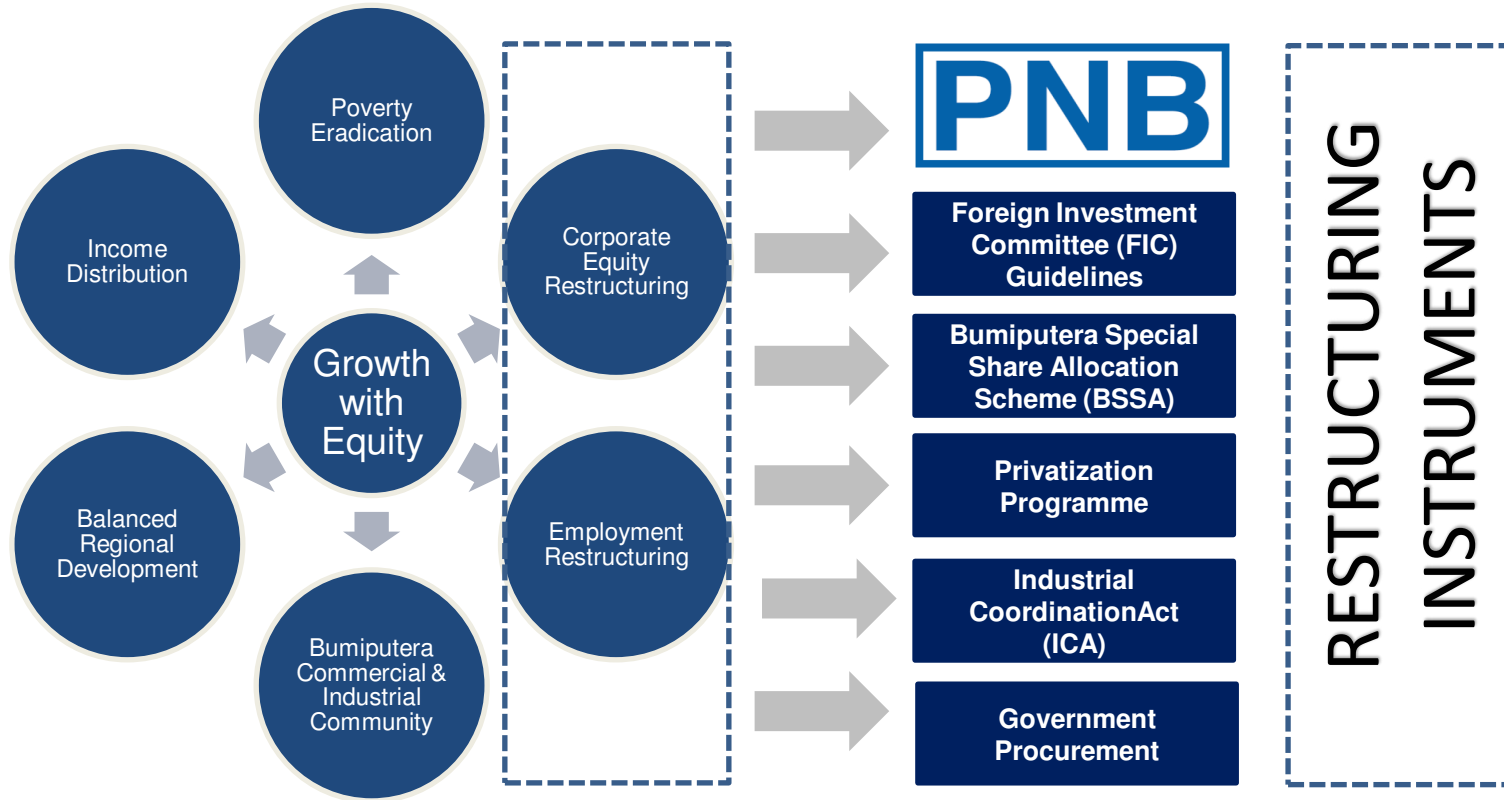 Poverty
Eradication
Income
Distribution
Corporate
Equity
Restructuring
Growth
with
Equity
Balanced
Regional
Development
Employment
Restructuring
Bumiputera
Commercial &
Industrial
Community
PNB
Foreign Investment
Committee (FIC)
Guidelines
Bumiputera Special
Share Allocation
Scheme (BSSA)
Privatization
Programme
Industrial
CoordinationAct
(ICA)
Government
Procurement
RESTRUCTURING
INSTRUMENTS